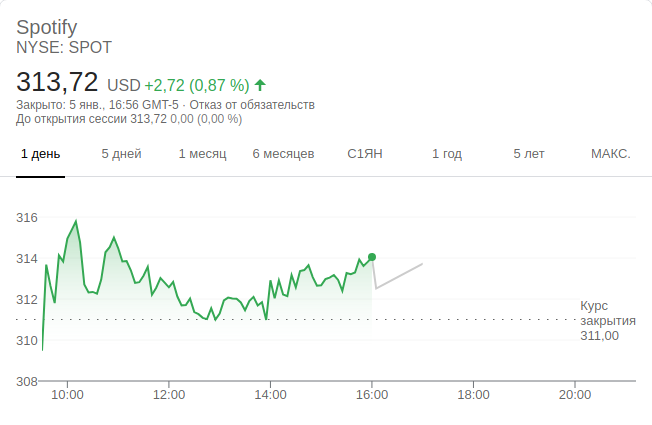 Spotify
NYSE: SPOT
313,72 USD +2,72 (0,87 %)
Закрыто: 5 янв., 16:56 GMT-5 · Отказ от обязательств
До открытия сессии 313,72 0,00 (0,00 %)
1 день 5 дней 1 месяц 6 месяцев С1ЯН 1 год 5 лет МАКС.
316
314
312
Курс
закрытия
311,00
310
308
10:00 12:00 14:00 16:00 18:00 20:00